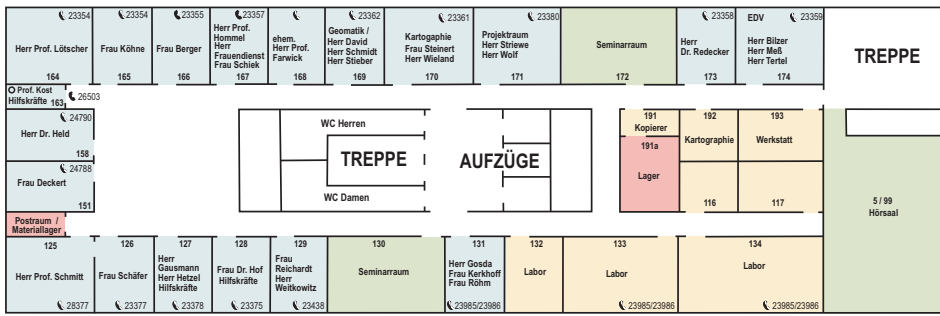 23354
Herr Prof. Lötscher
164
23354
Frau Köhne
165
23355
Frau Berger
166
23357
Herr Prof.
Hommel
Herr
Frauendienst
Frau Schiek
167
ehem.
Herr Prof.
Farwick
168
23362
Geomatik /
Herr David
Herr Schmidt
Herr Stieber
169
23361
Kartogaphie
Frau Steinert
Herr Wieland
170
23380
Projektraum
Herr Striewe
Herr Wolf
171
Seminarraum
172
Herr
Dr. Redecker
173
EDV
23359
Herr Bilzer
Herr Meß
Herr Tertel
174
TREPPE
Prof. Kost
Hilfskräfte
163
26503
24790
Herr Dr. Held
158
24788
Frau Deckert
151
Postraum /
Materiallager
WC Herren
TREPPE
WC Damen
AUFZÜGE
191
Kopierer
191a
Lager
192
Kartographie
116
193
Werkstatt
117
5 / 99
Hörsaal
125
Herr Prof. Schmitt
28377
126
Frau Schäfer
23377
127
Herr
Gausmann
Herr Hetzel
Hilfskräfte
23378
128
Frau Dr. Hof
Hilfskräfte
23375
129
Frau
Reichardt
Herr
Weitkowitz
23438
130
Seminarraum
131
Herr Gosda
Frau Kerkhoff
Frau Röhm
23985/23986
132
Labor
133
Labor
23985/23986
134
Labor
23985/23986